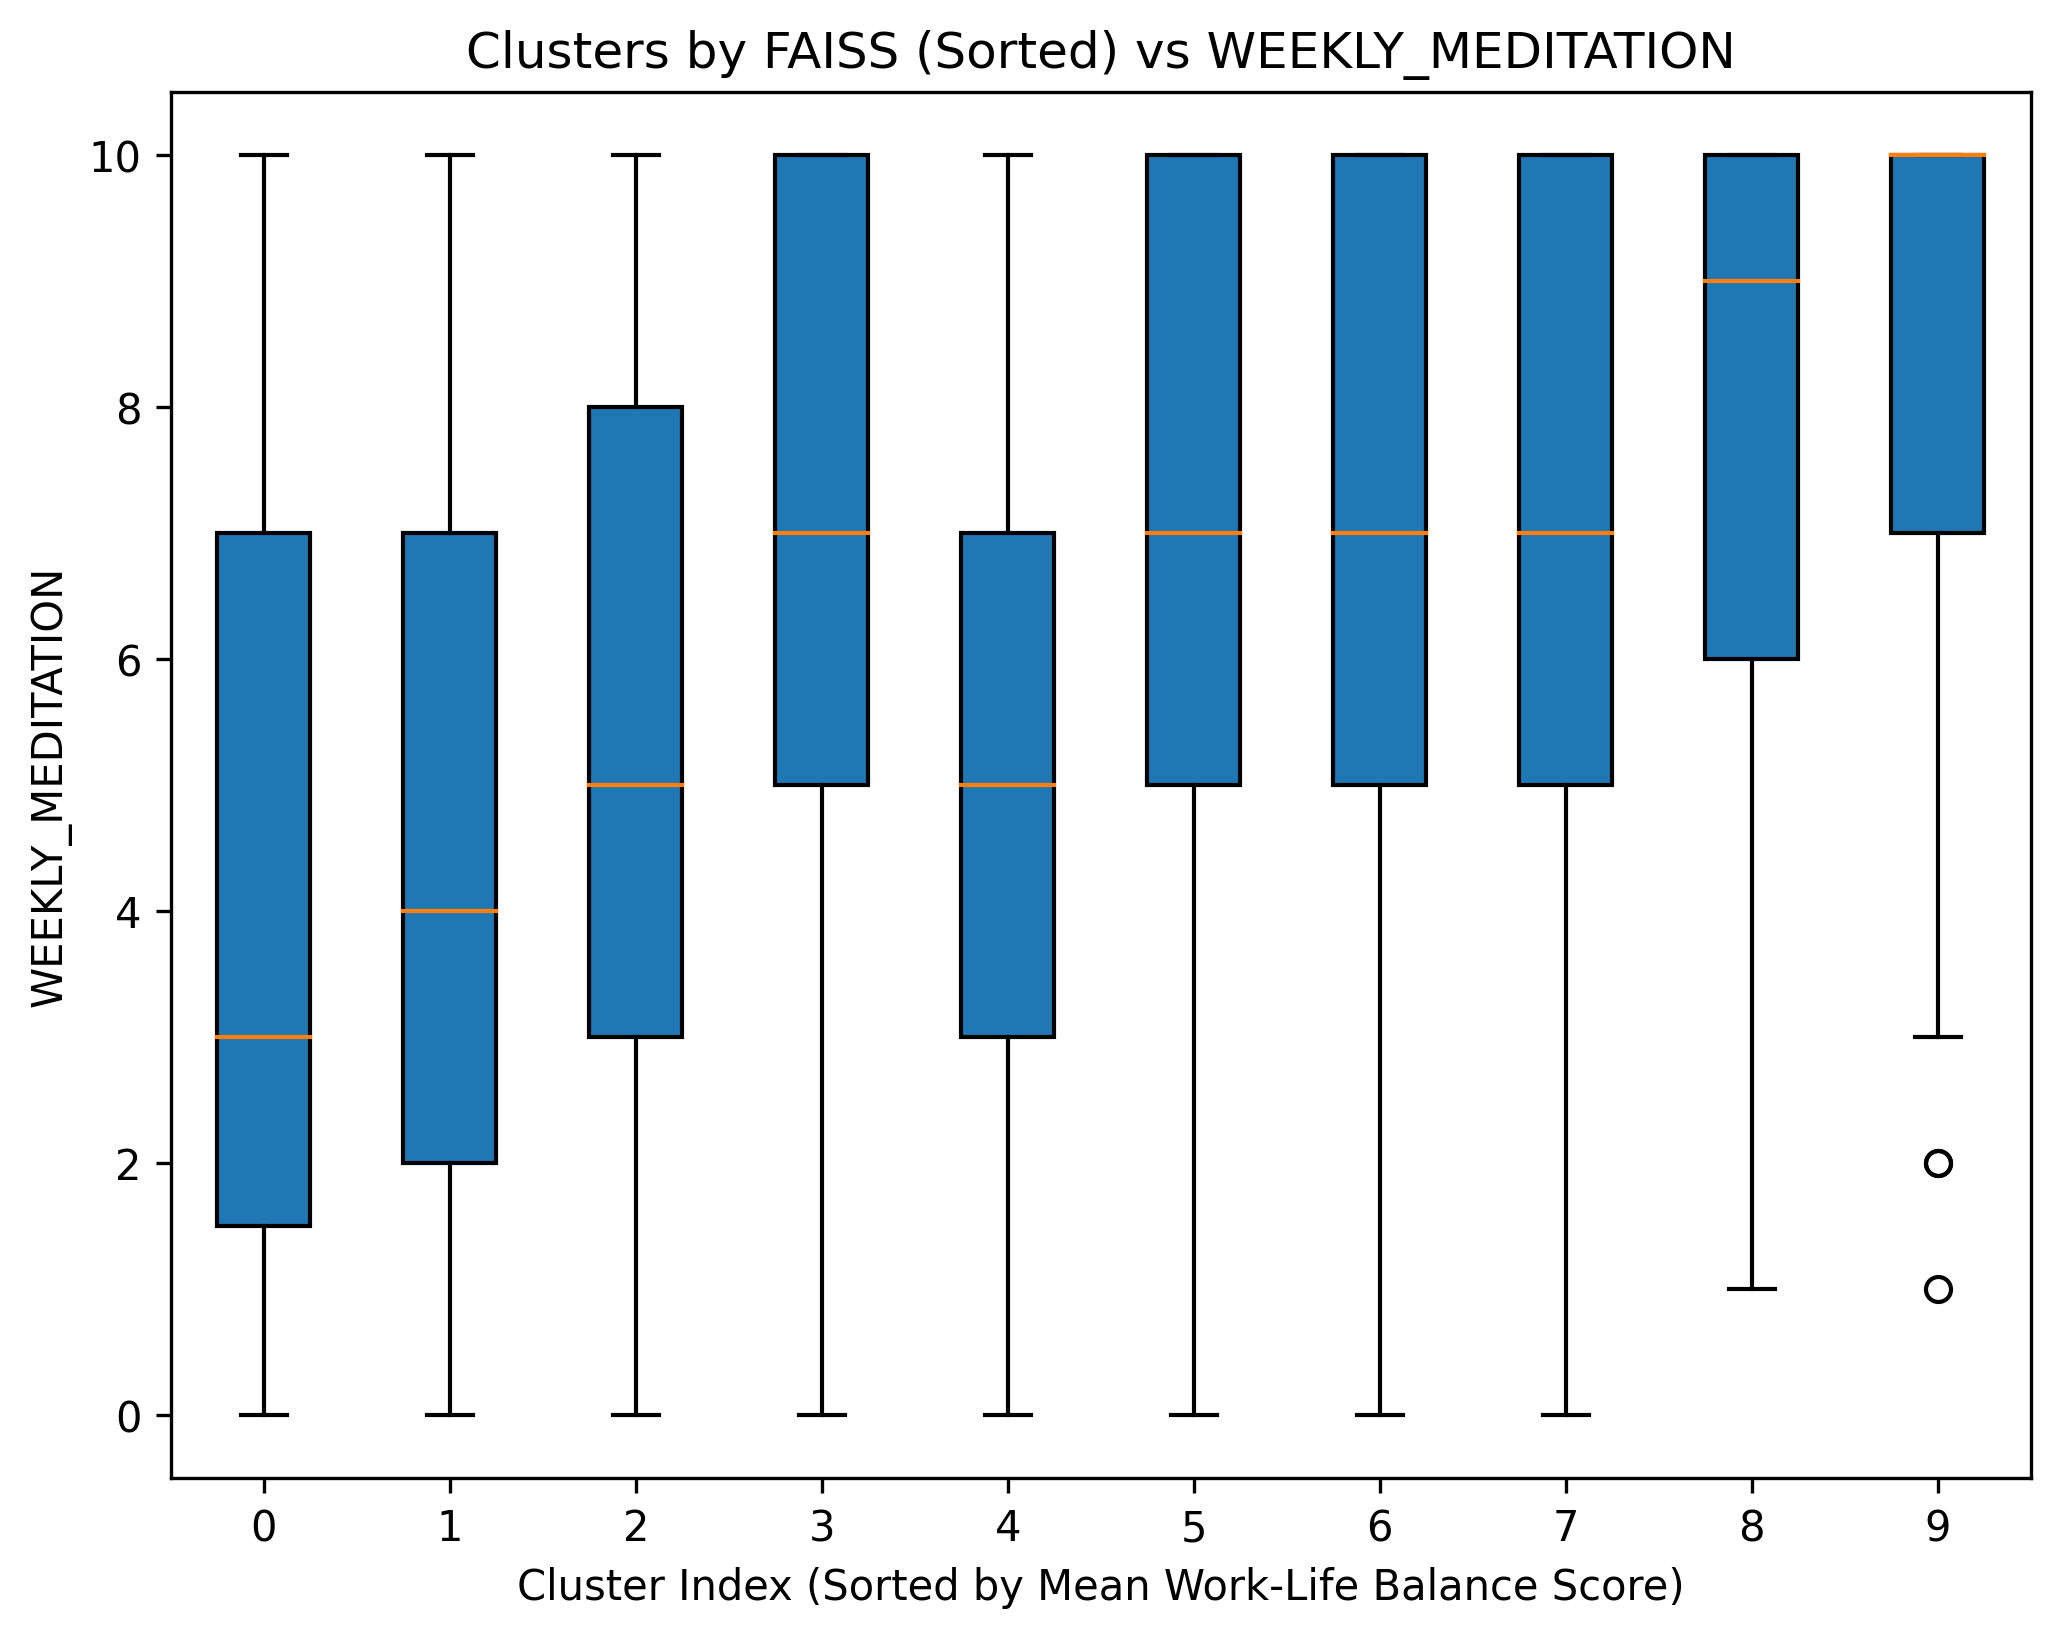 Clusters by FAISS (Sorted) vs WEEKLY_MEDITATION
WEEKLY_MEDITATION
10
8
6
4
2
0
0 1 2 3 4 5 6 7 8 9
Cluster Index (Sorted by Mean Work-Life Balance Score)